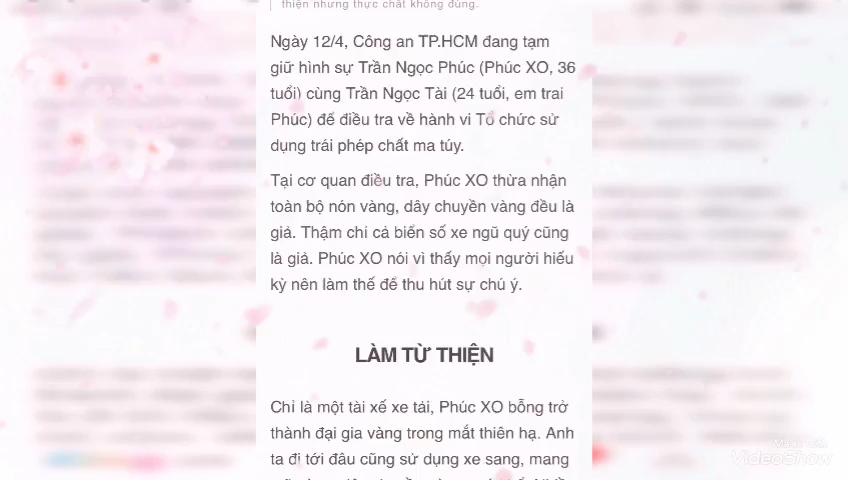 thiện nhưng thực chất không đúng.
Ngày 12/4, Công an TP.HCM đang tạm
giữ hình sự Trần Ngọc Phúc (Phúc XO, 36
tuổi) cùng Trần Ngọc Tài (24 tuổi, em trai
Phúc) để điều tra về hành vi Tổ chức sử
dụng trái phép chất ma túy.
Tại cơ quan điều tra, Phúc XO thừa nhận
toàn bộ nón vàng, dây chuyền vàng đều là
giả. Thậm chí cả biển số xe ngũ quý cũng
là giả. Phúc XO nói vì thấy mọi người hiếu
kỳ nên làm thế để thu hút sự chú ý.
LÀM TỪ THIỆN
Chỉ là một tài xế xe tải, Phúc XO bỗng trở
thành đại gia vàng trong mắt thiên hạ. Anh
ta đi tới đâu cũng sử dụng xe sang, mang
VideoShow